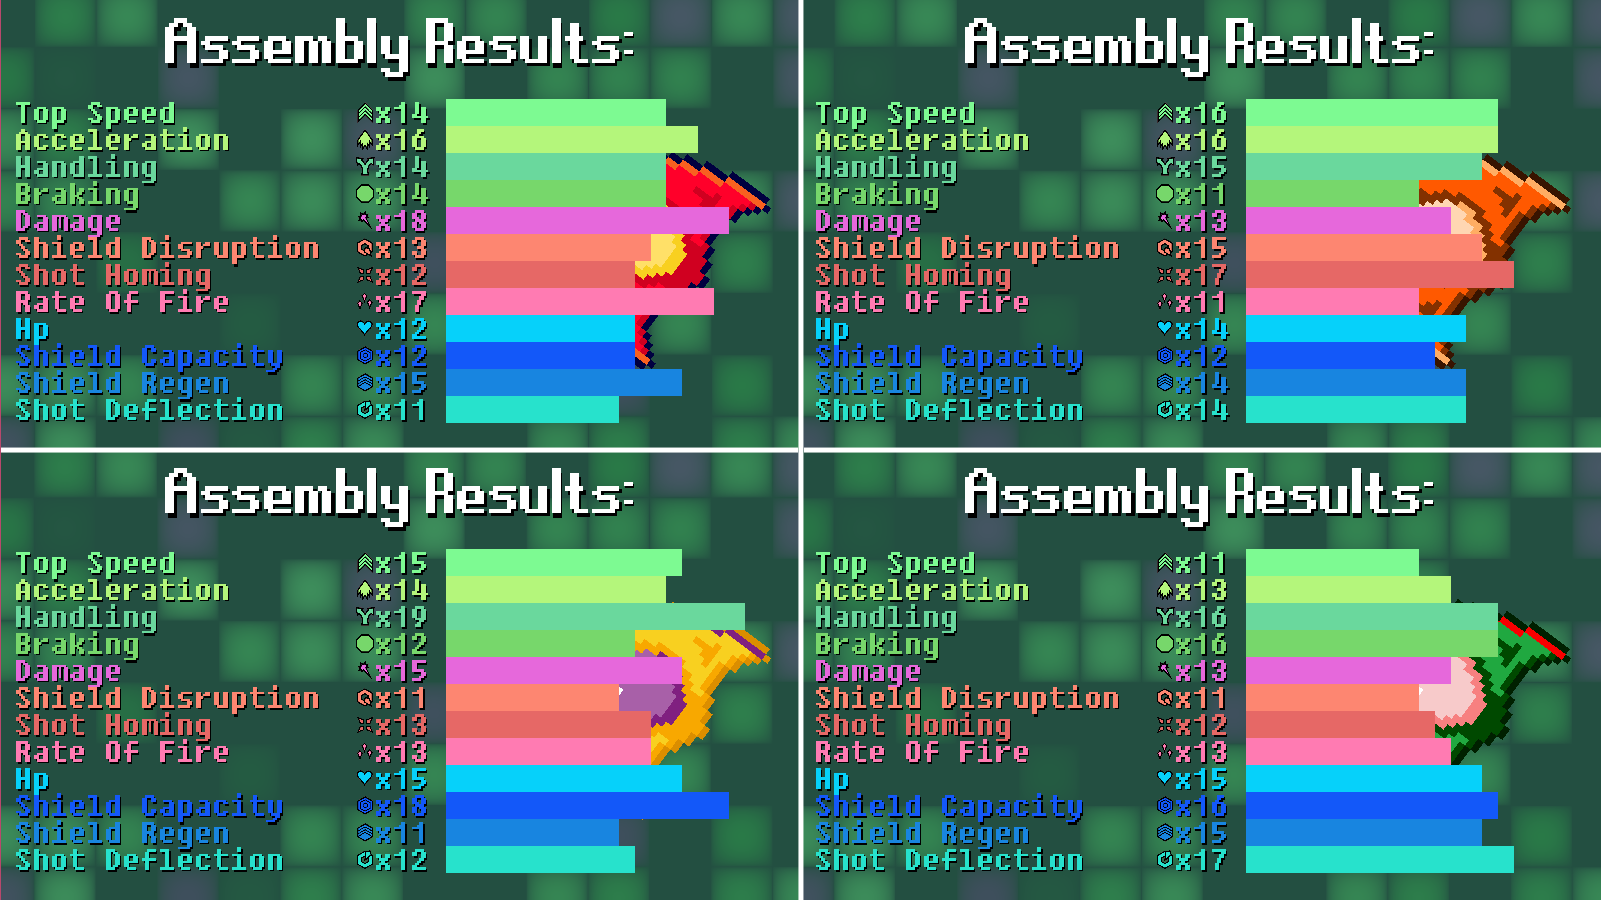 Assembly Results:
Top Speed x14
Acceleration x16
Handling x14
Braking x14
Damage x18
Shield Disruption x13
Shot Homing x12
Rate Of Fire x17
Hp x12
Shield Capacity x12
Shield Regen x15
Shot Deflection x11
Assembly Results:
Top Speed x16
Acceleration x16
Handling x15
Braking x11
Damage x13
Shield Disruption x15
Shot Homing x17
Rate Of Fire x11
Hp x14
Shield Capacity x12
Shield Regen x14
Shot Deflection x14
Assembly Results:
Top Speed x15
Acceleration x14
Handling x19
Braking x12
Damage x15
Shield Disruption x11
Shot Homing x13
Rate Of Fire x13
Hp x15
Shield Capacity x18
Shield Regen x11
Shot Deflection x12
Assembly Results:
Top Speed x11
Acceleration x13
Handling x16
Braking x16
Damage x13
Shield Disruption x11
Shot Homing x12
Rate Of Fire x13
Hp x15
Shield Capacity x16
Shield Regen x15
Shot Deflection x17